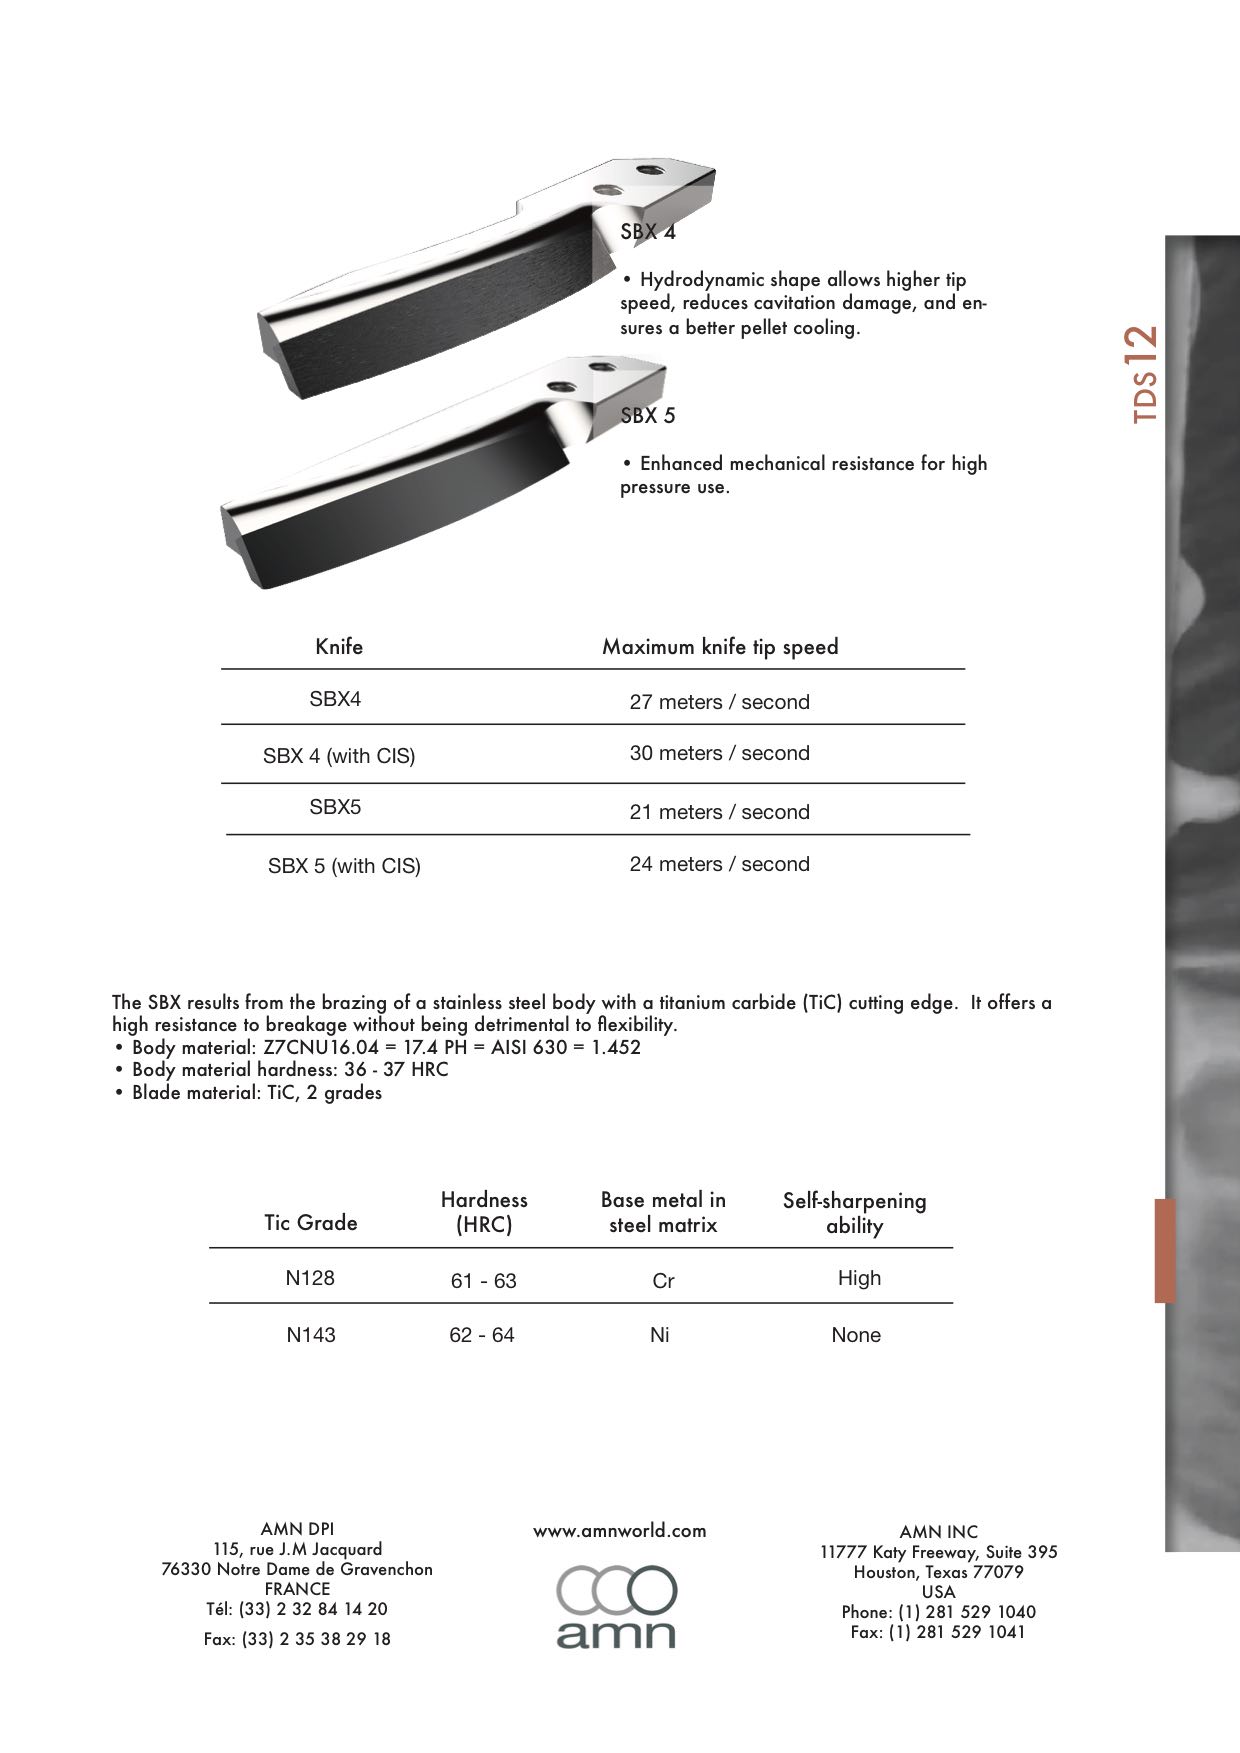 SBX 4
• Hydrodynamic shape allows higher tip
speed, reduces cavitation damage, and en-
sures a better pellet cooling.
TDS12
SBX 5
• Enhanced mechanical resistance for high
pressure use.
Knife Maximum knife tip speed
SBX4 27 meters / second
SBX 4 (with CIS) 30 meters / second
SBX5 21 meters / second
SBX 5 (with CIS) 24 meters / second
The SBX results from the brazing of a stainless steel body with a titanium carbide (TiC) cutting edge.  It offers a
high resistance to breakage without being detrimental to flexibility.
• Body material: Z7CNU16.04 = 17.4 PH = AISI 630 = 1.452
• Body material hardness: 36 - 37 HRC
• Blade material: TiC, 2 grades
Tic Grade Hardness (HRC) Base metal in steel matrix Self-sharpening ability
N128 61 - 63 Cr High
N143 62 - 64 Ni None
AMN DPI
115, rue J.M Jacquard
76330 Notre Dame de Gravenchon
FRANCE
Tél: (33) 2 32 84 14 20
Fax: (33) 2 35 38 29 18
www.amnworld.com
amn
AMN INC
11777 Katy Freeway, Suite 395
Houston, Texas 77079
USA
Phone: (1) 281 529 1040
Fax: (1) 281 529 1041